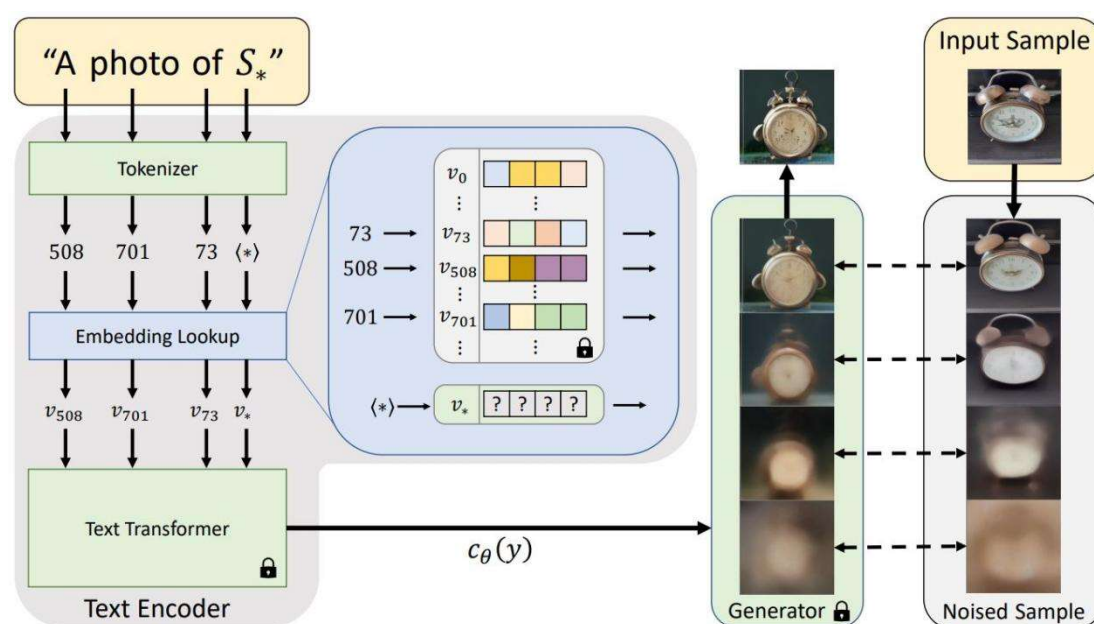 “A photo of S*”
Tokenizer
508 701 73 ⟨*⟩
Embedding Lookup
v508 v701 v73 v*
Text Transformer
Text Encoder
v0
⋮ ⋮
73 v73
508 v508
⋮ ⋮
701 v701
⋮ ⋮
⟨*⟩ v* ? ? ? ?
cθ(y)
Generator
Input Sample
Noised Sample